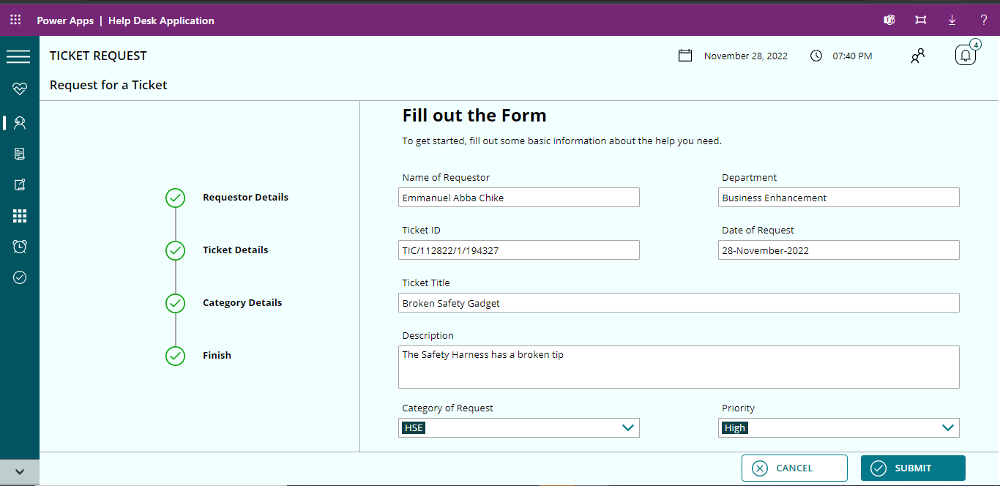 Power Apps | Help Desk Application
?
TICKET REQUEST
November 28, 2022
07:40 PM
4
Request for a Ticket
Fill out the Form
To get started, fill out some basic information about the help you need.
Requestor Details
Ticket Details
Category Details
Finish
Name of Requestor
Department
Emmanuel Abba Chike
Business Enhancement
Ticket ID
Date of Request
TIC/112822/1/194327
28-November-2022
Ticket Title
Broken Safety Gadget
Description
The Safety Harness has a broken tip
Category of Request
Priority
HSE
High
CANCEL
SUBMIT